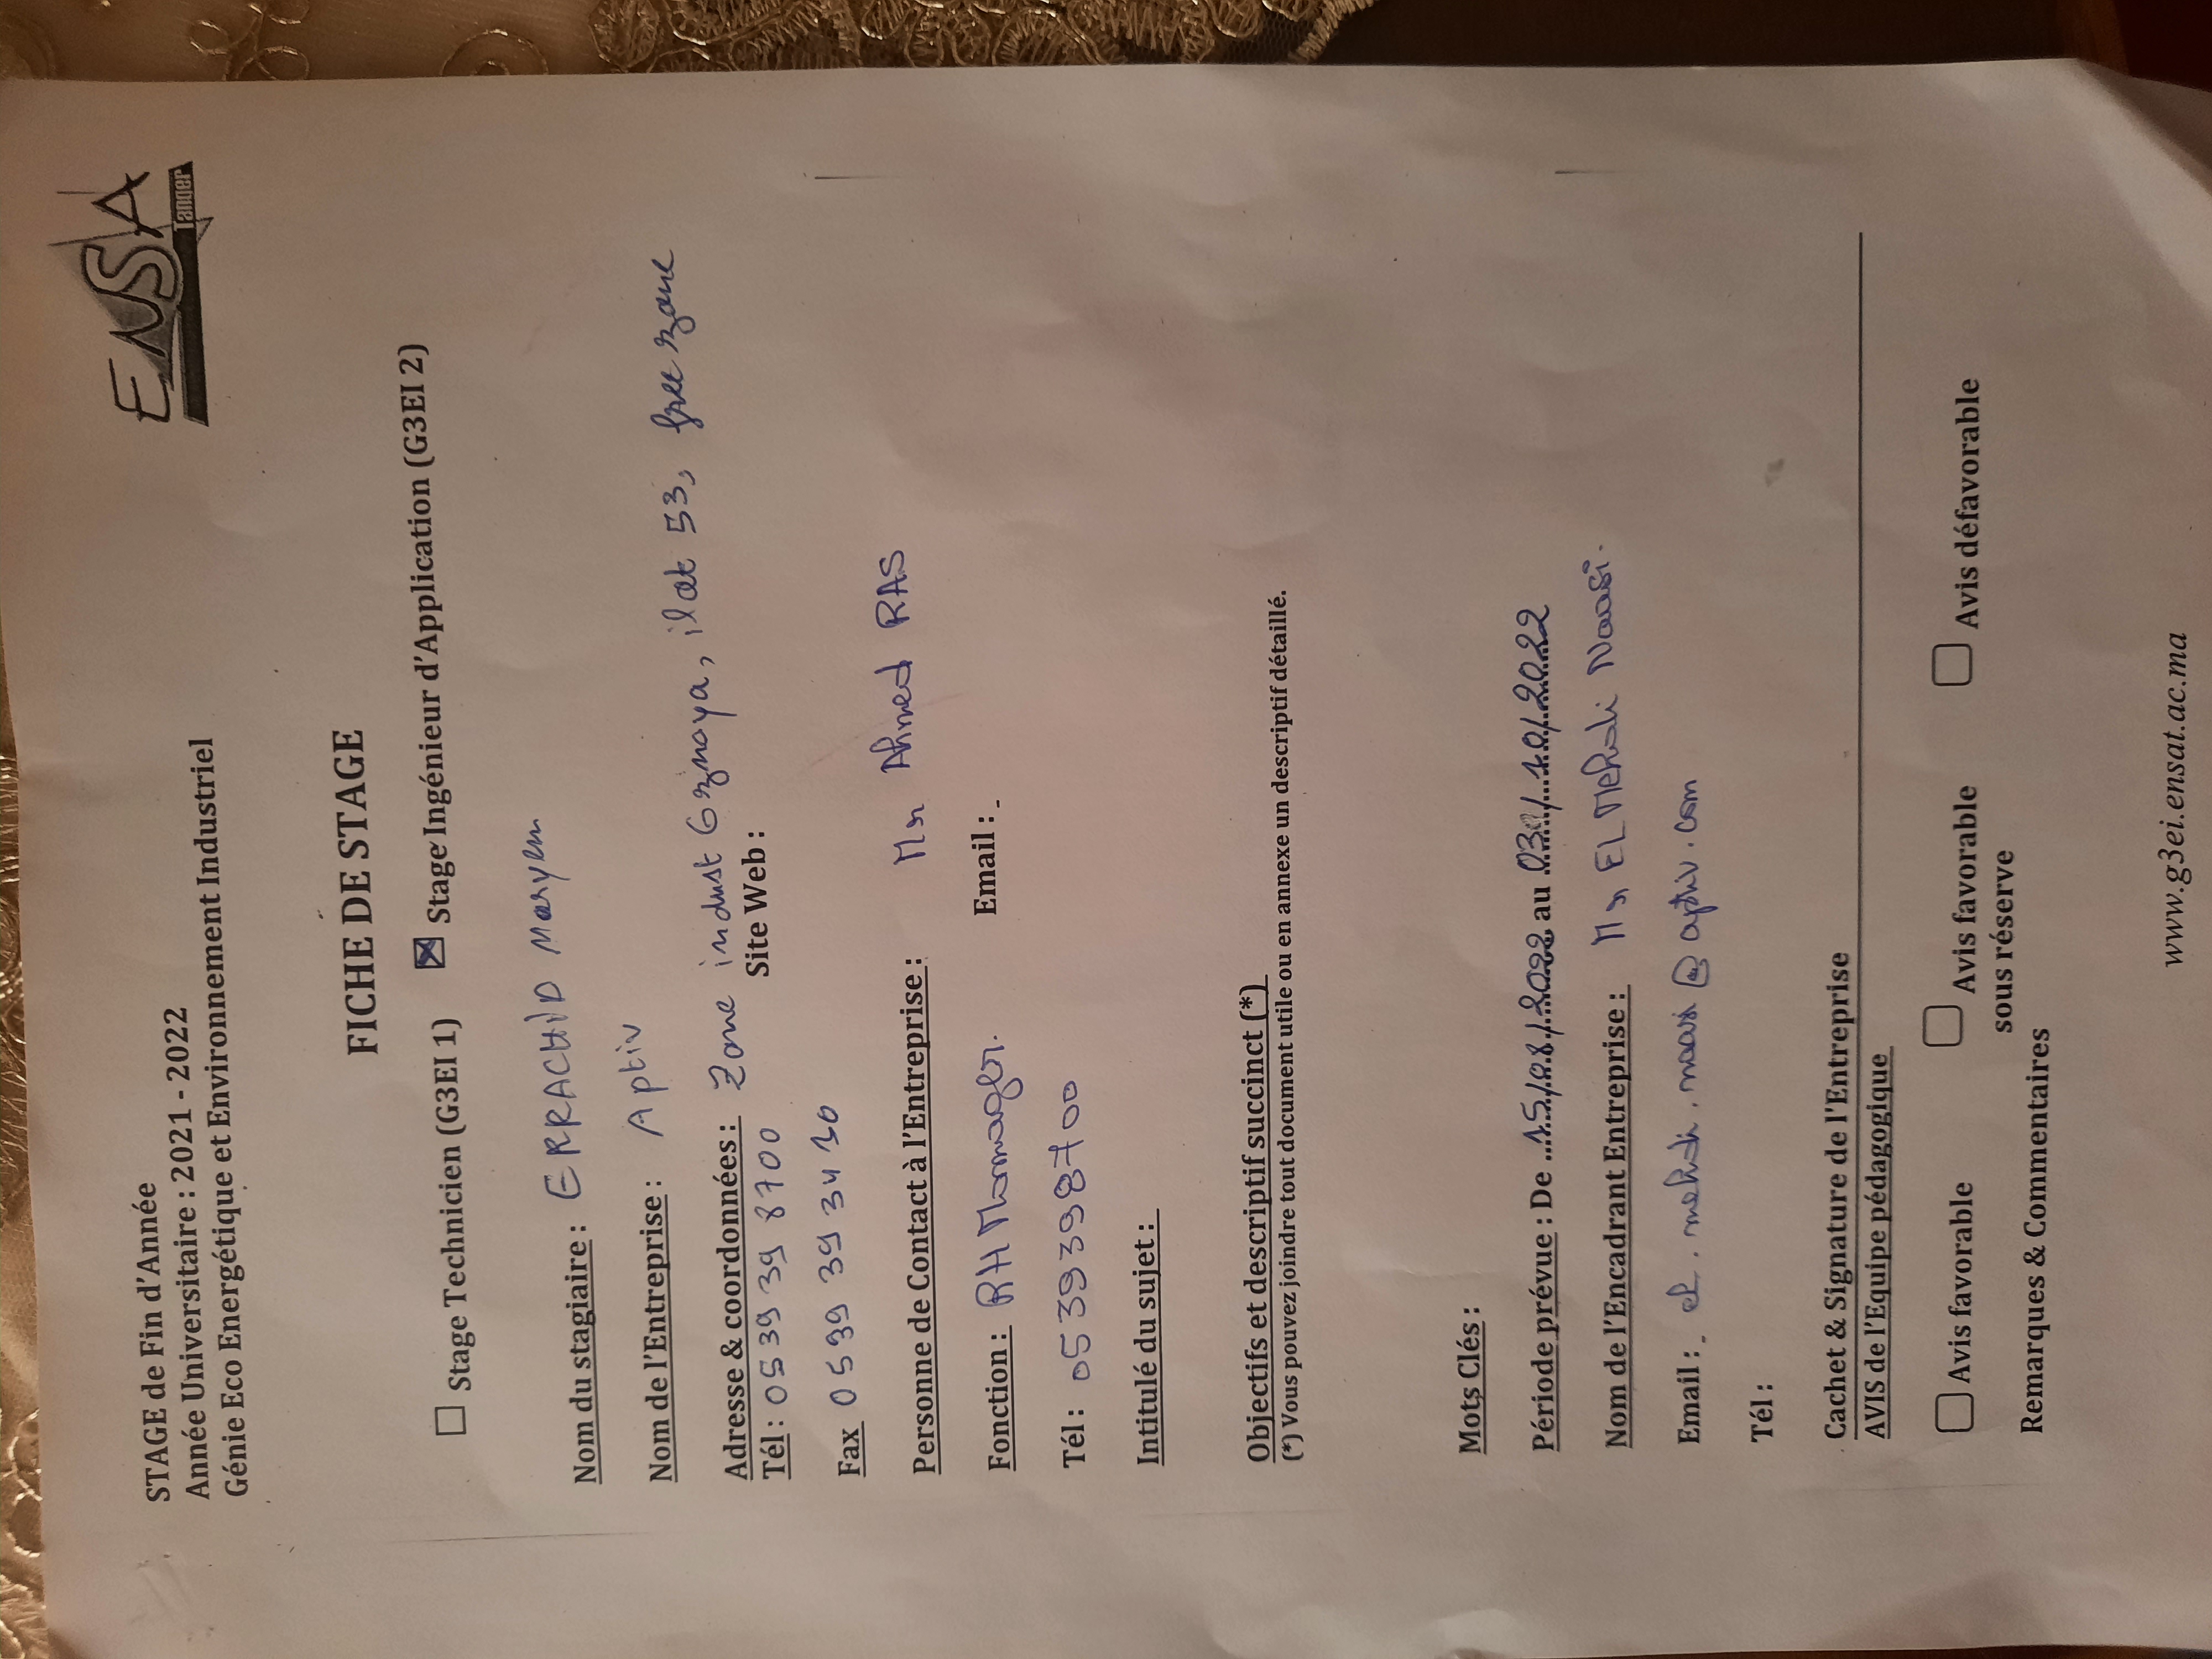 STAGE de Fin d'Année
Année Universitaire : 2021 - 2022
Génie Eco Energétique et Environnement Industriel
ENSA
Tanger
FICHE DE STAGE
Stage Technicien (G3EI 1)
Stage Ingénieur d'Application (G3EI 2)
Nom du stagiaire : ERRACHiD Maryem
Nom de l'Entreprise : Aptiv
Adresse & coordonnées : Zone indust Gznaya, ilot 53, free zone
Tél : 0539 39 8700 Site Web :
Fax 0539 39 34 10
Personne de Contact à l'Entreprise : Mr Ahmed RAS
Fonction : RH Manager. Email :
Tél : 0539398700
Intitulé du sujet :
Objectifs et descriptif succinct (*)
(*) Vous pouvez joindre tout document utile ou en annexe un descriptif détaillé.
Mots Clés :
Période prévue : De 15/08/2022 au 03/10/2022
Nom de l'Encadrant Entreprise : Mr EL Mehdi Naasi.
Email : el.mehdi.naasi@aptiv.com
Tél :
Cachet & Signature de l'Entreprise
AVIS de l'Equipe pédagogique
Avis favorable
Avis favorable sous réserve
Avis défavorable
Remarques & Commentaires
www.g3ei.ensat.ac.ma